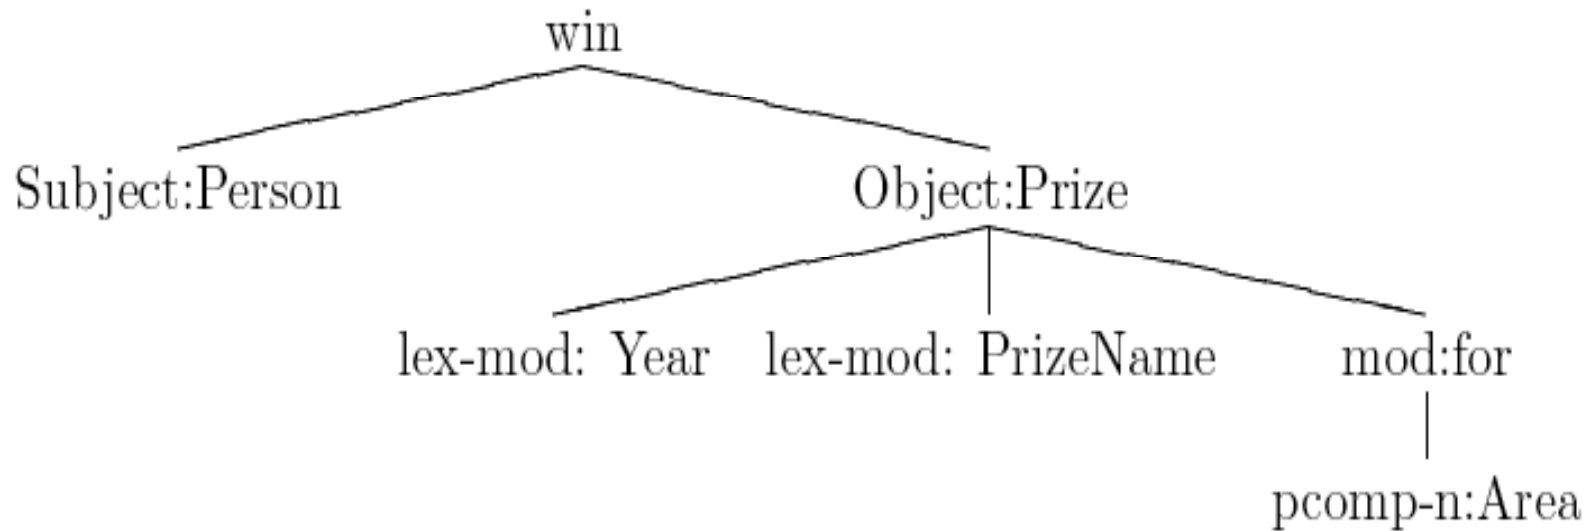 win
Subject:Person Object:Prize
lex-mod: Year lex-mod: PrizeName mod:for
pcomp-n:Area